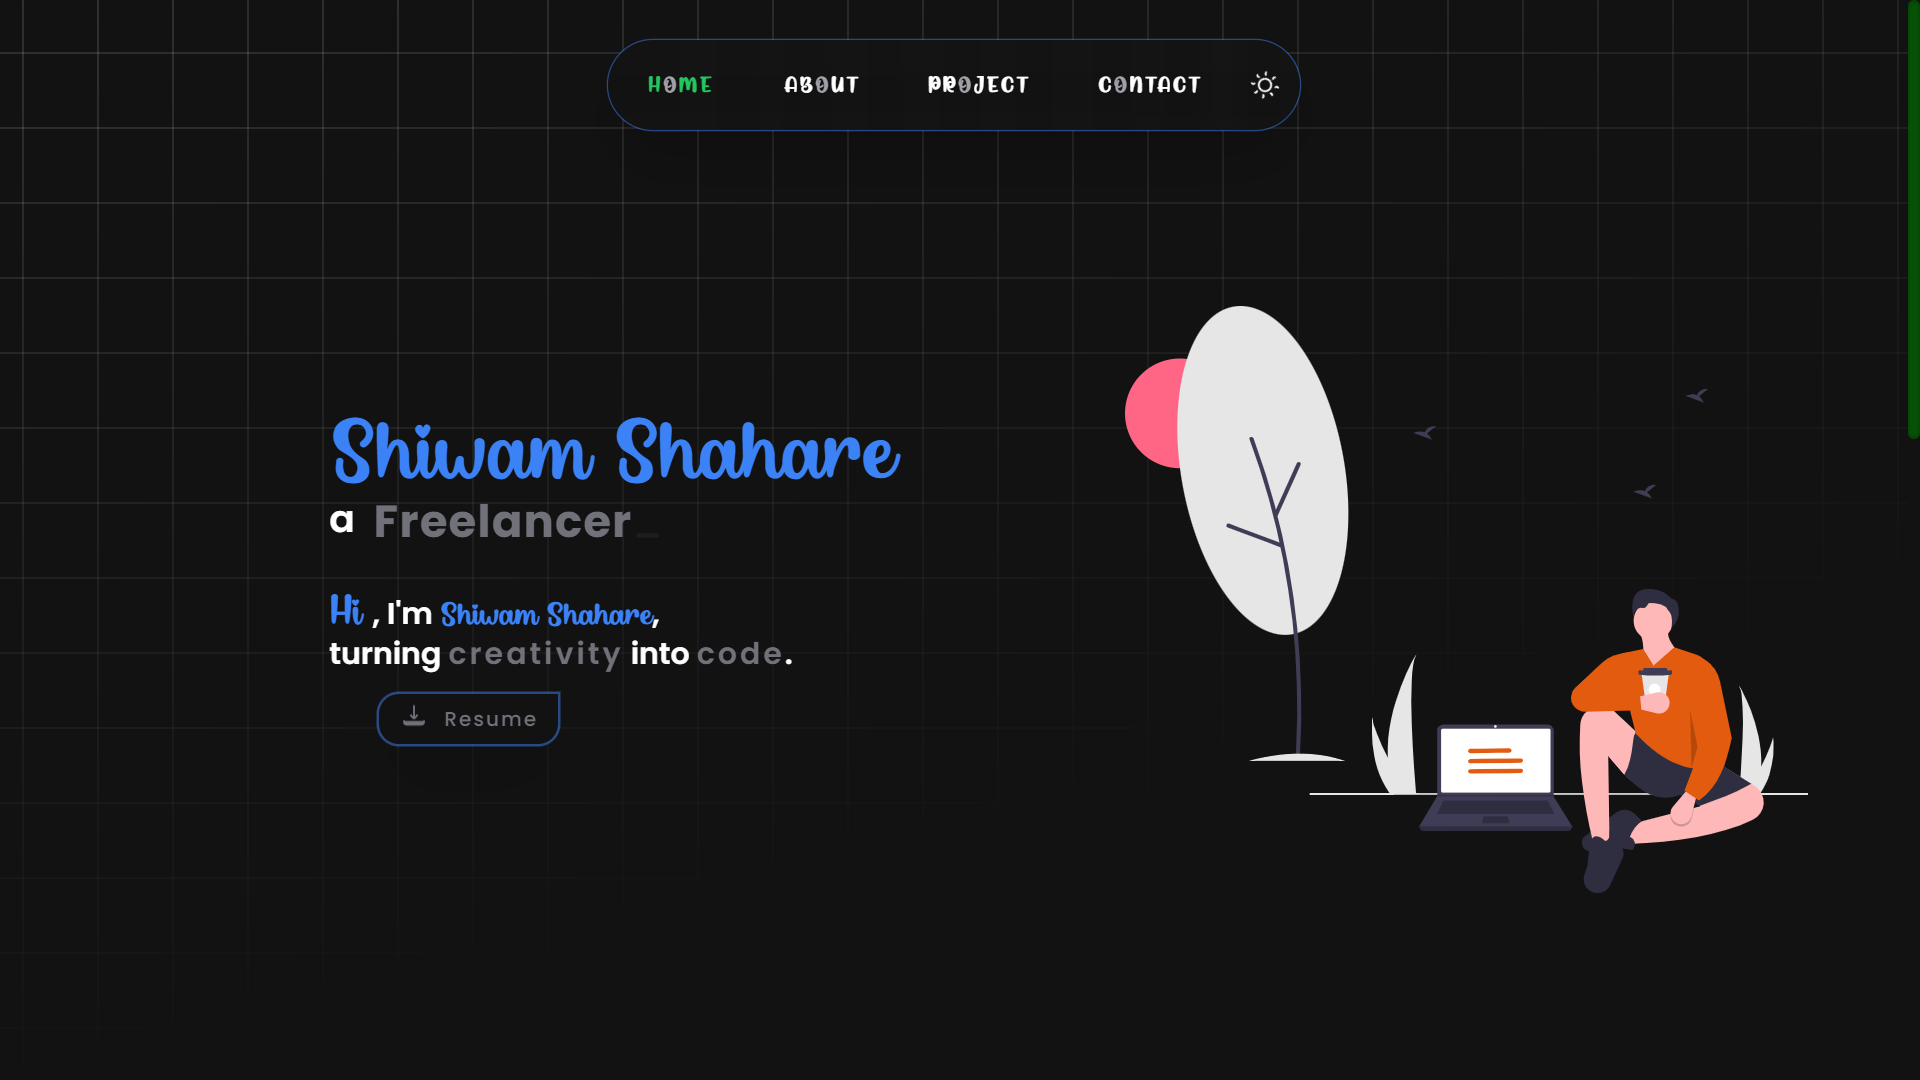 HOME ABOUT PROJECT CONTACT
Shiwam Shahare
a Freelancer_
Hi , I'm Shiwam Shahare,
turning creativity into code.
Resume